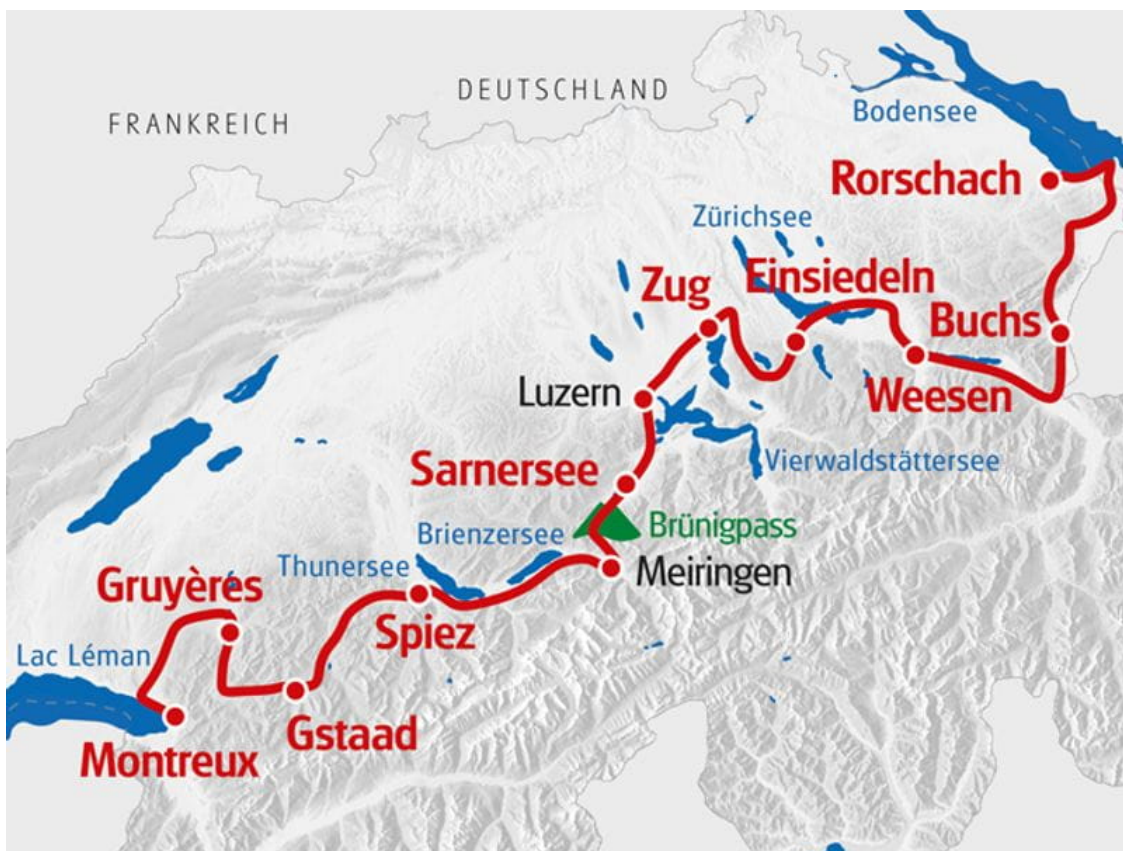 DEUTSCHLAND
FRANKREICH
Bodensee
Rorschach
Zürichsee
Zug
Einsiedeln
Buchs
Luzern
Weesen
Vierwaldstättersee
Sarnersee
Brünigpass
Brienzersee
Thunersee
Meiringen
Gruyères
Spiez
Lac Léman
Gstaad
Montreux